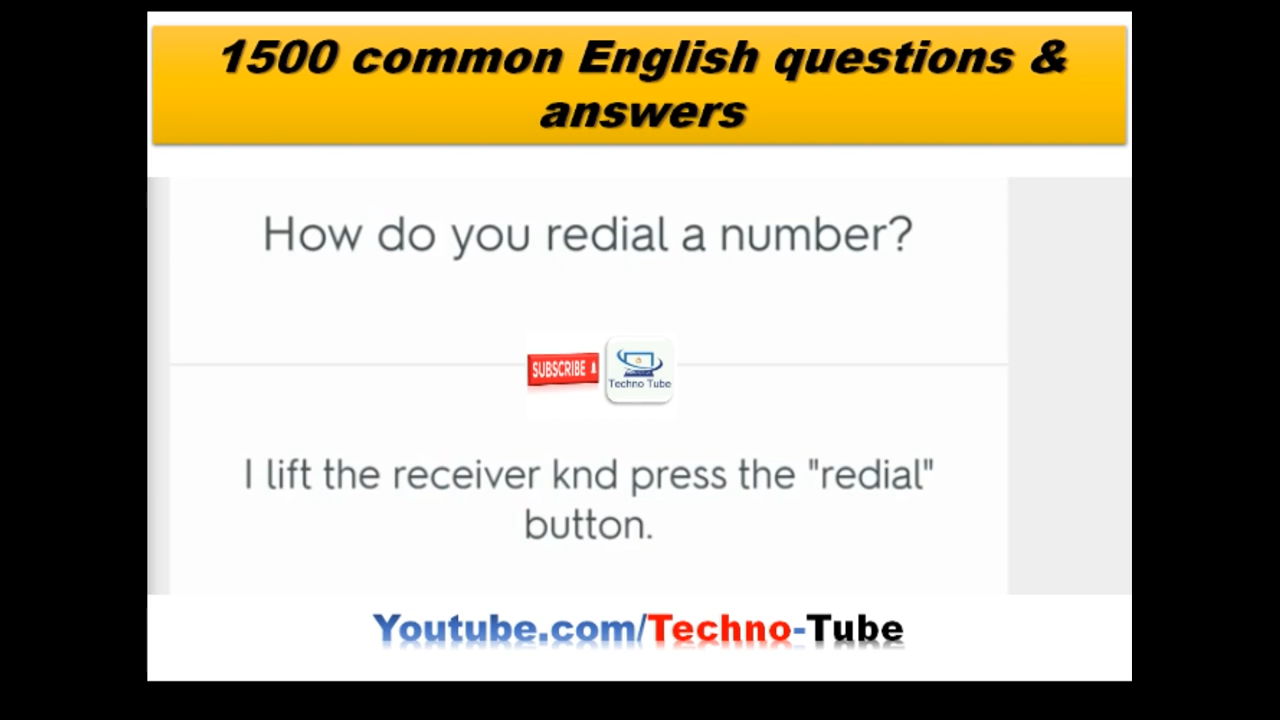 1500 common English questions &
answers
How do you redial a number?
SUBSCRIBE
Techno Tube
I lift the receiver knd press the "redial"
button.
Youtube.com/Techno-Tube